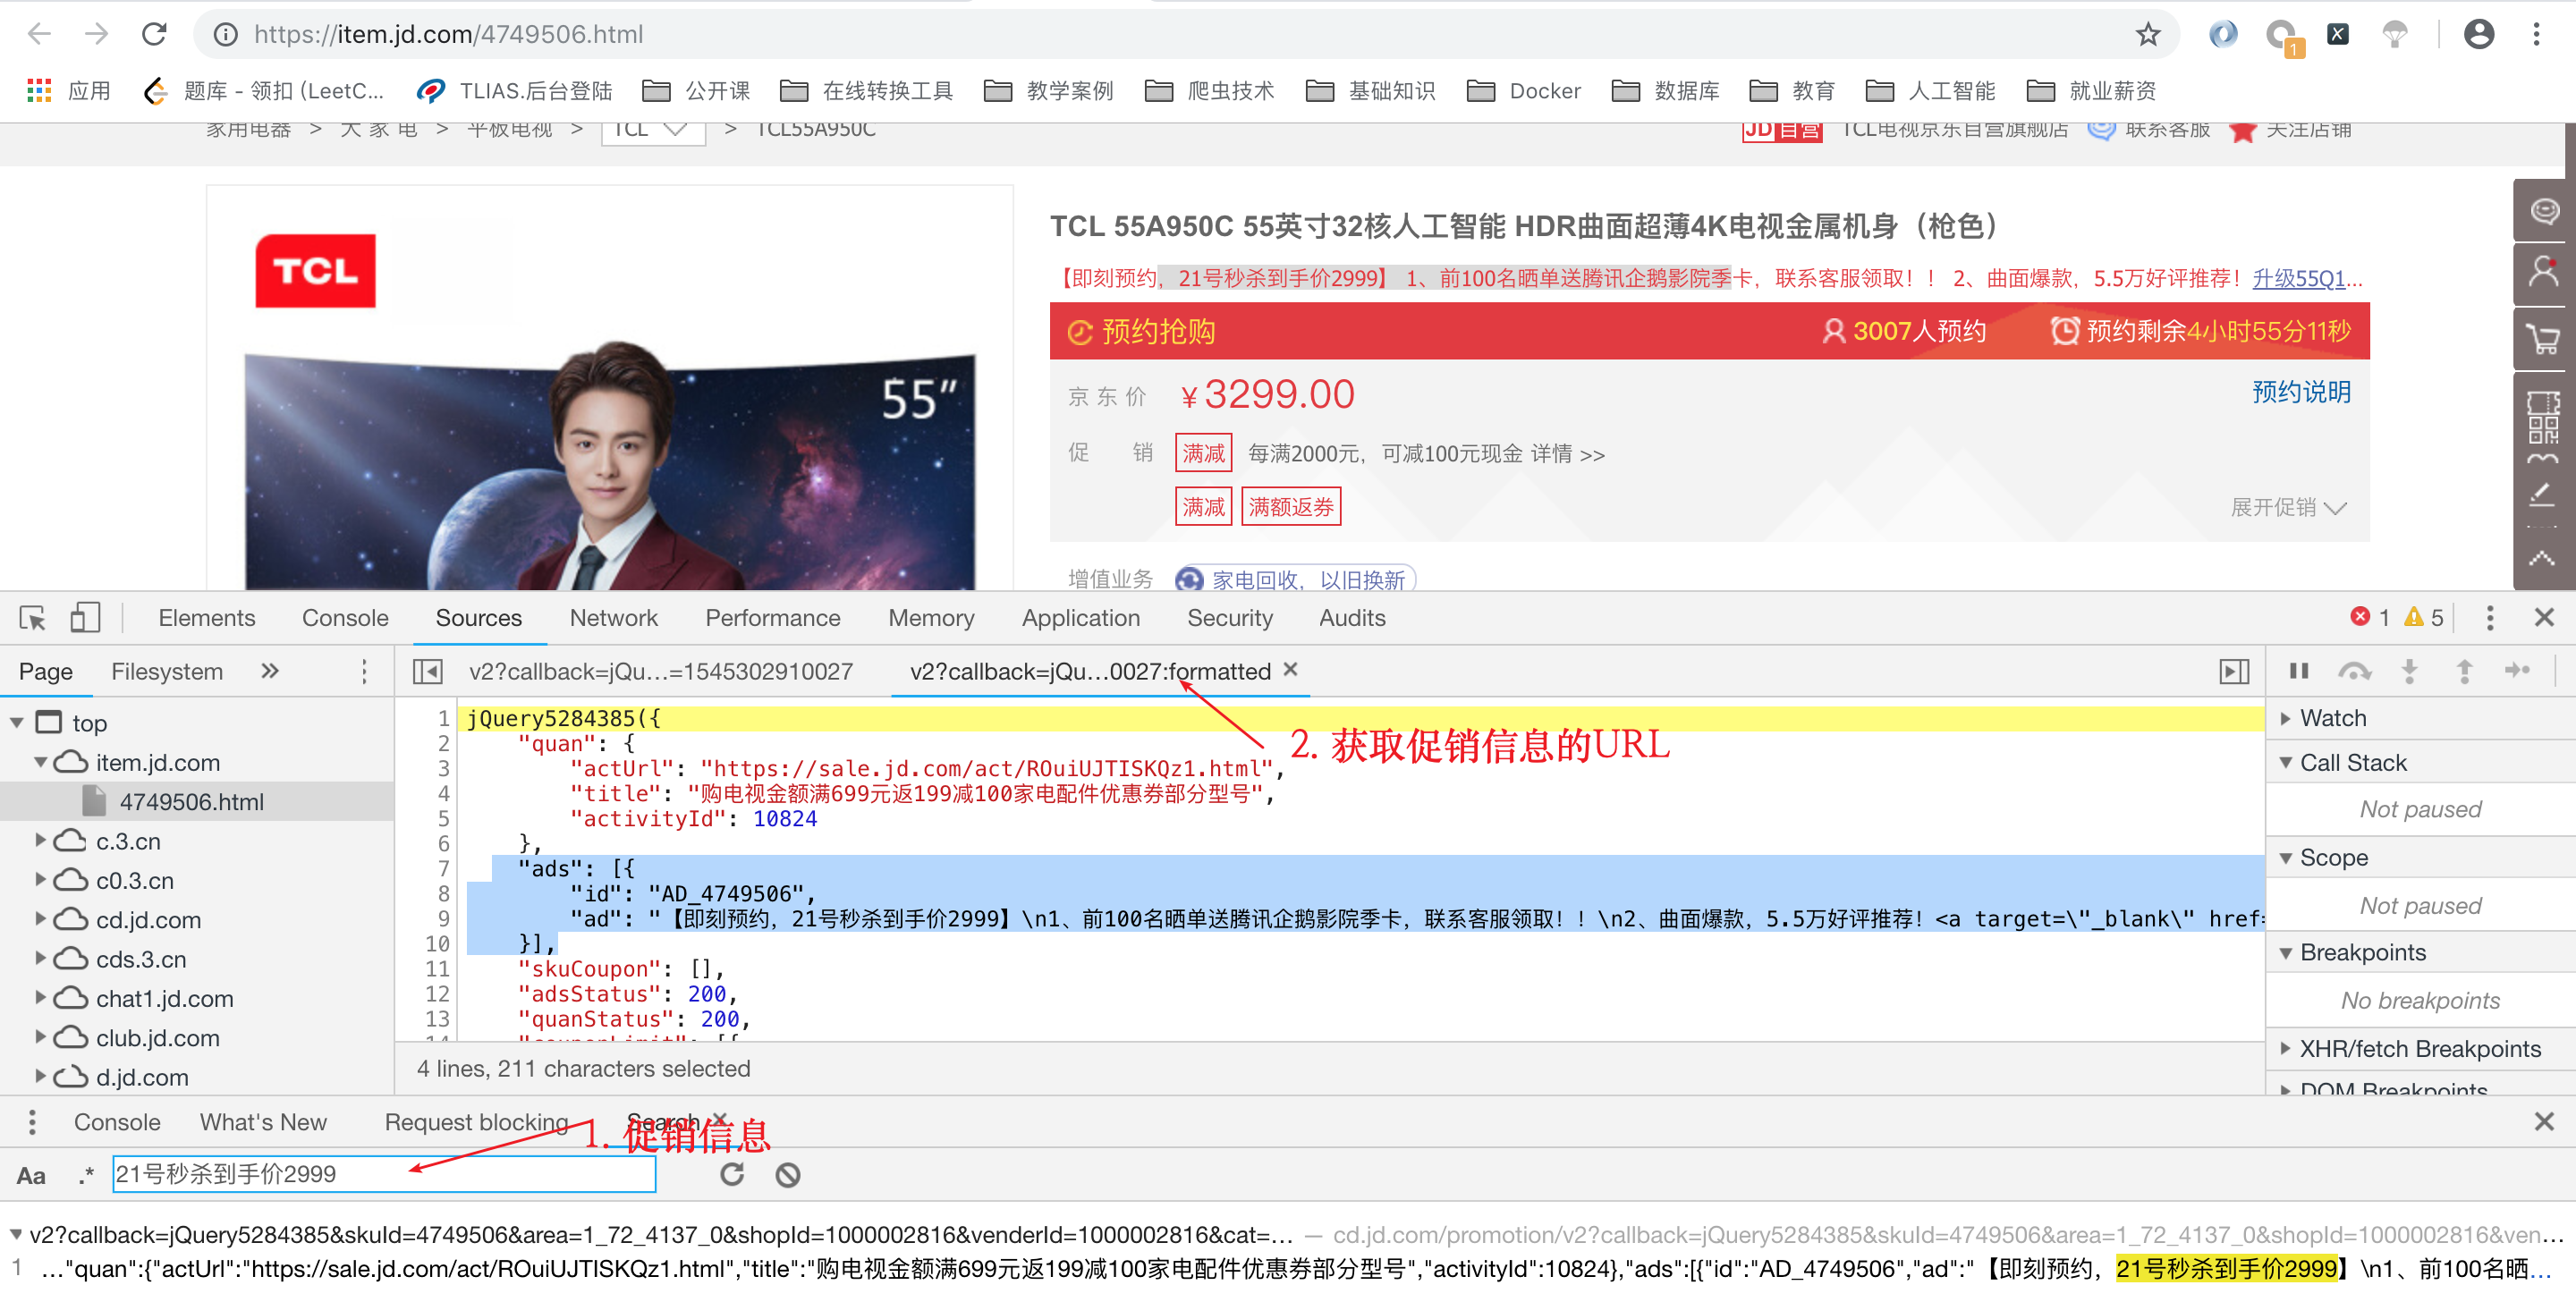 https://item.jd.com/4749506.html
1
应用
题库 - 领扣 (LeetC...
TLIAS.后台登陆
公开课
在线转换工具
教学案例
爬虫技术
基础知识
Docker
数据库
教育
人工智能
就业薪资
家用电器 > 大 家 电 > 平板电视 > TCL > TCL55A950C
JD 自营 TCL电视京东自营旗舰店 联系客服 关注店铺
TCL
55"
TCL 55A950C 55英寸32核人工智能 HDR曲面超薄4K电视金属机身（枪色）
【即刻预约，21号秒杀到手价2999】 1、前100名晒单送腾讯企鹅影院季卡，联系客服领取！！ 2、曲面爆款，5.5万好评推荐！升级55Q1...
预约抢购 3007人预约 预约剩余4小时55分11秒
京 东 价 ¥3299.00 预约说明
促 销 满减 每满2000元，可减100元现金 详情 >>
满减 满额返券 展开促销
增值业务 家电回收，以旧换新
Elements Console Sources Network Performance Memory Application Security Audits 1 5
Page Filesystem »
v2?callback=jQu…=1545302910027 v2?callback=jQu…0027:formatted ×
top
item.jd.com
4749506.html
c.3.cn
c0.3.cn
cd.jd.com
cds.3.cn
chat1.jd.com
club.jd.com
d.jd.com
1 jQuery5284385({
2 "quan": {
3 "actUrl": "https://sale.jd.com/act/ROuiUJTISKQz1.html",
4 "title": "购电视金额满699元返199减100家电配件优惠券部分型号",
5 "activityId": 10824
6 },
7 "ads": [{
8 "id": "AD_4749506",
9 "ad": "【即刻预约，21号秒杀到手价2999】\n1、前100名晒单送腾讯企鹅影院季卡，联系客服领取！！\n2、曲面爆款，5.5万好评推荐！<a target=\"_blank\" href=
10 }],
11 "skuCoupon": [],
12 "adsStatus": 200,
13 "quanStatus": 200,
14 "couponLimit": [{
2. 获取促销信息的URL
4 lines, 211 characters selected
Watch
Call Stack
Not paused
Scope
Not paused
Breakpoints
No breakpoints
XHR/fetch Breakpoints
DOM Breakpoints
Console What's New Request blocking Search ×
1. 促销信息
Aa .* 21号秒杀到手价2999
v2?callback=jQuery5284385&skuId=4749506&area=1_72_4137_0&shopId=1000002816&venderId=1000002816&cat=… — cd.jd.com/promotion/v2?callback=jQuery5284385&skuId=4749506&area=1_72_4137_0&shopId=1000002816&ven…
1 …"quan":{"actUrl":"https://sale.jd.com/act/ROuiUJTISKQz1.html","title":"购电视金额满699元返199减100家电配件优惠券部分型号","activityId":10824},"ads":[{"id":"AD_4749506","ad":"【即刻预约，21号秒杀到手价2999】\n1、前100名晒…